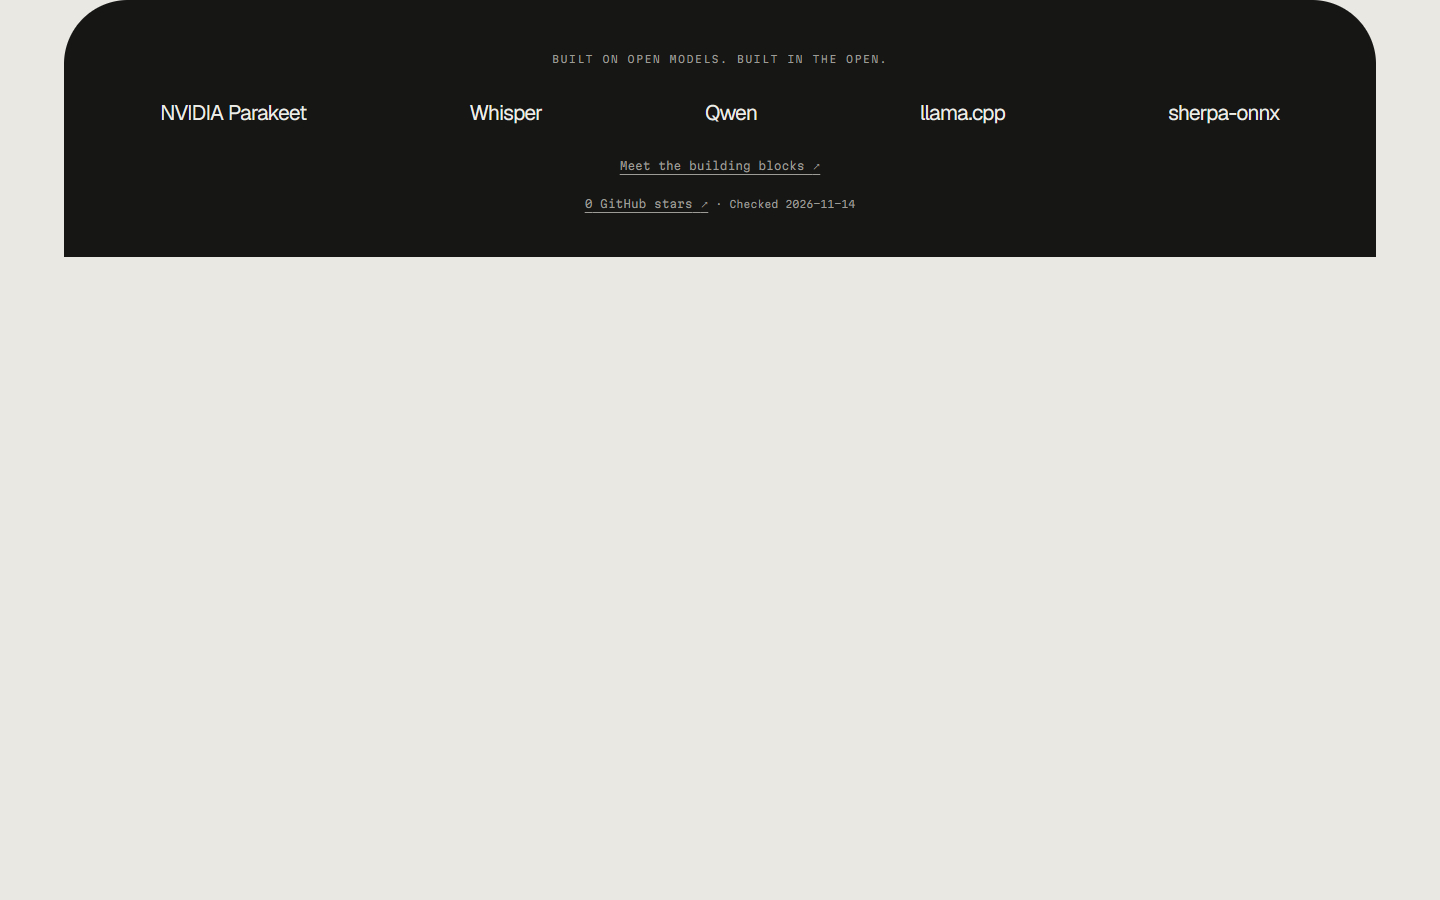 BUILT ON OPEN MODELS. BUILT IN THE OPEN.
NVIDIA Parakeet Whisper Qwen llama.cpp sherpa-onnx
Meet the building blocks ↗
0 GitHub stars ↗ · Checked 2026-11-14